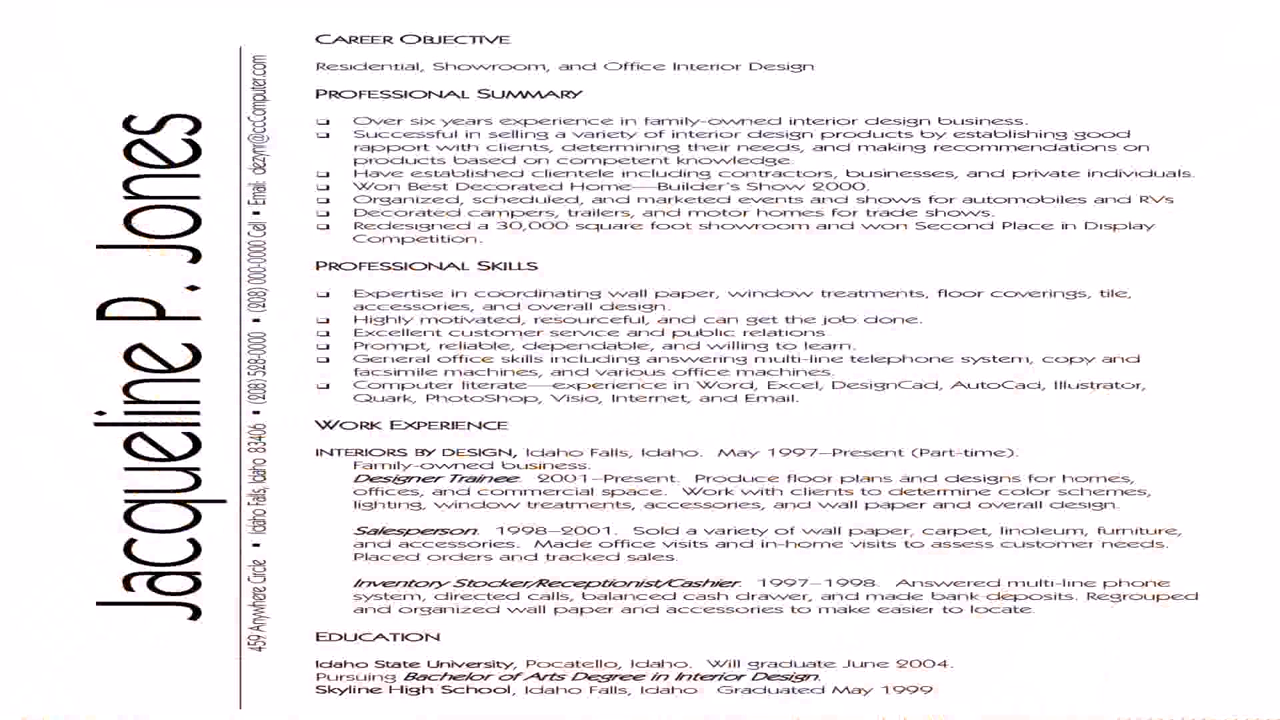 Jacqueline P. Jones
459 Anywhere Circle • Idaho Falls, Idaho 83406 • (208) 528-0000 • (208) 000-0000 Cell • Email: dezynr@ccComputer.com
CAREER OBJECTIVE
Residential, Showroom, and Office Interior Design
PROFESSIONAL SUMMARY
❑ Over six years experience in family-owned interior design business.
❑ Successful in selling a variety of interior design products by establishing good
rapport with clients, determining their needs, and making recommendations on
products based on competent knowledge.
❑ Have established clientele including contractors, businesses, and private individuals.
❑ Won Best Decorated Home—Builder's Show 2000.
❑ Organized, scheduled, and marketed events and shows for automobiles and RVs
❑ Decorated campers, trailers, and motor homes for trade shows.
❑ Redesigned a 30,000 square foot showroom and won Second Place in Display
Competition.
PROFESSIONAL SKILLS
❑ Expertise in coordinating wall paper, window treatments, floor coverings, tile,
accessories, and overall design.
❑ Highly motivated, resourceful, and can get the job done.
❑ Excellent customer service and public relations.
❑ Prompt, reliable, dependable, and willing to learn.
❑ General office skills including answering multi-line telephone system, copy and
facsimile machines, and various office machines.
❑ Computer literate—experience in Word, Excel, DesignCad, AutoCad, Illustrator,
Quark, PhotoShop, Visio, Internet, and Email.
WORK EXPERIENCE
INTERIORS BY DESIGN, Idaho Falls, Idaho. May 1997–Present (Part-time).
Family-owned business.
Designer Trainee. 2001–Present. Produce floor plans and designs for homes,
offices, and commercial space. Work with clients to determine color schemes,
lighting, window treatments, accessories, and wall paper and overall design.
Salesperson. 1998–2001. Sold a variety of wall paper, carpet, linoleum, furniture,
and accessories. Made office visits and in-home visits to assess customer needs.
Placed orders and tracked sales.
Inventory Stocker/Receptionist/Cashier. 1997–1998. Answered multi-line phone
system, directed calls, balanced cash drawer, and made bank deposits. Regrouped
and organized wall paper and accessories to make easier to locate.
EDUCATION
Idaho State University, Pocatello, Idaho. Will graduate June 2004.
Pursuing Bachelor of Arts Degree in Interior Design.
Skyline High School, Idaho Falls, Idaho Graduated May 1999